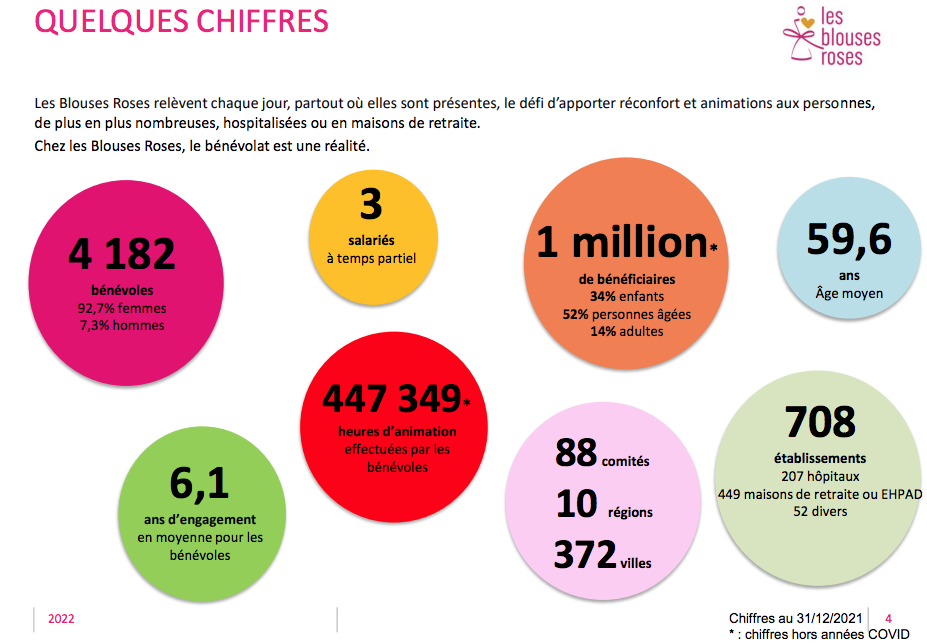 QUELQUES CHIFFRES
les
blouses
roses
Les Blouses Roses relèvent chaque jour, partout où elles sont présentes, le défi d'apporter réconfort et animations aux personnes,
de plus en plus nombreuses, hospitalisées ou en maisons de retraite.
Chez les Blouses Roses, le bénévolat est une réalité.
4 182
bénévoles
92,7% femmes
7,3% hommes
3
salariés
à temps partiel
1 million*
de bénéficiaires
34% enfants
52% personnes âgées
14% adultes
59,6
ans
Âge moyen
6,1
ans d'engagement
en moyenne pour les
bénévoles
447 349*
heures d'animation
effectuées par les
bénévoles
88 comités
10 régions
372 villes
708
établissements
207 hôpitaux
449 maisons de retraite ou EHPAD
52 divers
2022
Chiffres au 31/12/2021
4
* : chiffres hors années COVID